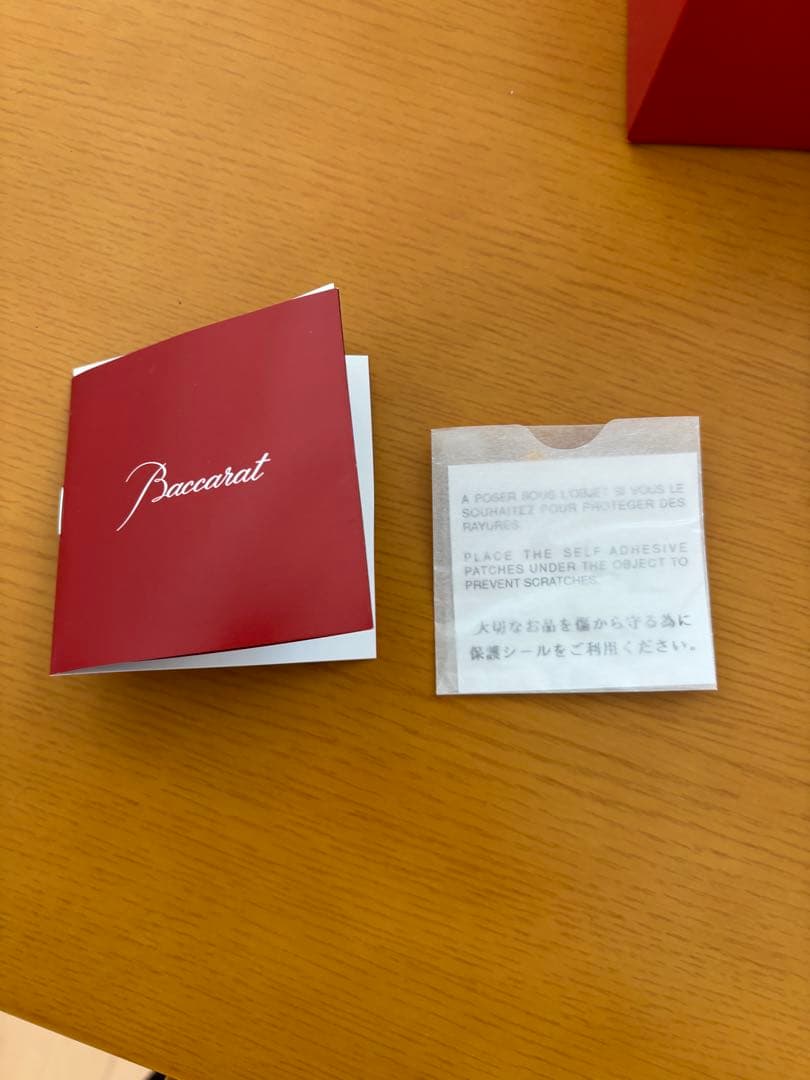 Baccarat
A POSER SOUS L'OBJET SI VOUS LE
SOUHAITEZ POUR PROTEGER DES
RAYURES.
PLACE THE SELF ADHESIVE
PATCHES UNDER THE OBJECT TO
PREVENT SCRATCHES.
大切なお品を傷から守る為に
保護シールをご利用ください。